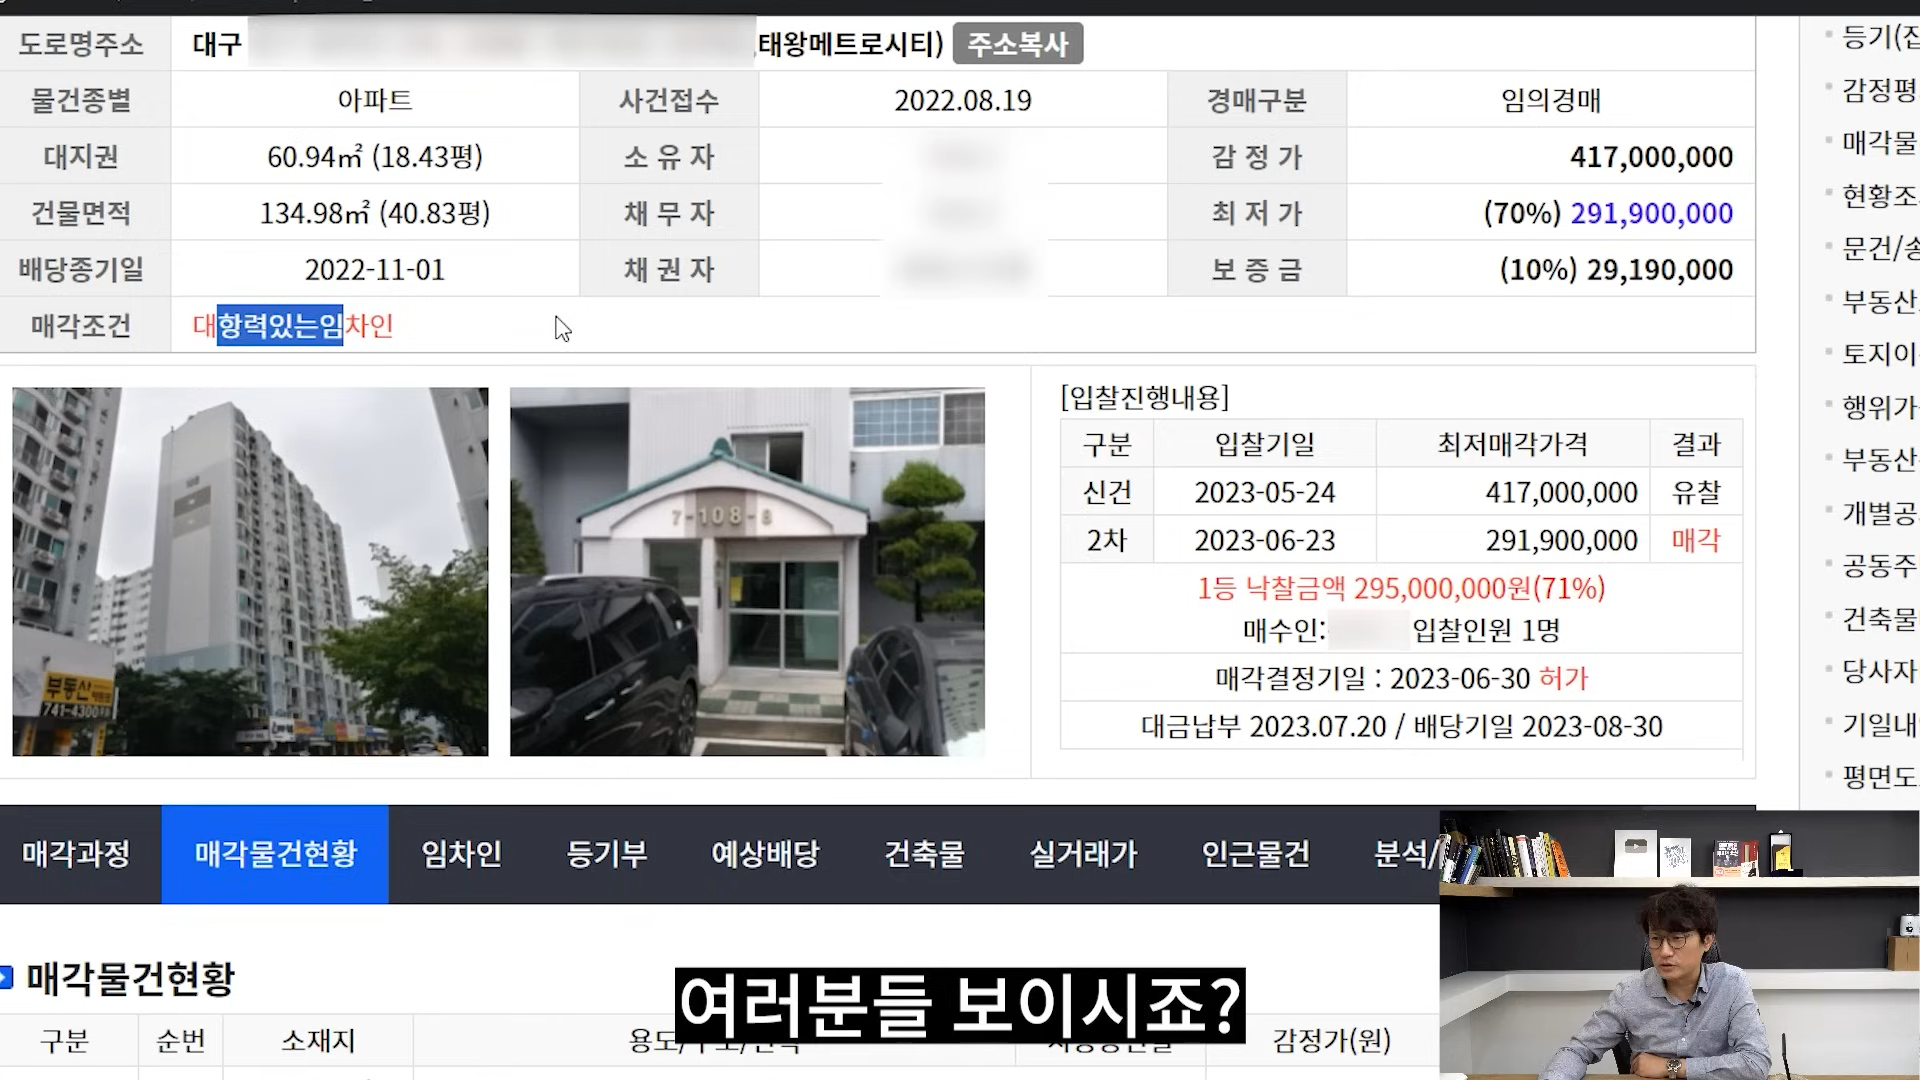 도로명주소 대구 ,태왕메트로시티) 주소복사
물건종별 아파트 사건접수 2022.08.19 경매구분 임의경매
대지권 60.94㎡ (18.43평) 소 유 자 감 정 가 417,000,000
건물면적 134.98㎡ (40.83평) 채 무 자 최 저 가 (70%) 291,900,000
배당종기일 2022-11-01 채 권 자 보 증 금 (10%) 29,190,000
매각조건 대항력있는임차인
부동산
741-4300
7-108-8
[입찰진행내용]
구분 입찰기일 최저매각가격 결과
신건 2023-05-24 417,000,000 유찰
2차 2023-06-23 291,900,000 매각
1등 낙찰금액 295,000,000원(71%)
매수인: 입찰인원 1명
매각결정기일 : 2023-06-30 허가
대금납부 2023.07.20 / 배당기일 2023-08-30
등기(집
감정평
매각물
현황조
문건/송
부동산
토지이
행위가
부동산
개별공
공동주
건축물
당사자
기일내
평면도
매각과정 매각물건현황 임차인 등기부 예상배당 건축물 실거래가 인근물건 분석/
매각물건현황
여러분들 보이시죠?
구분 순번 소재지 감정가(원)